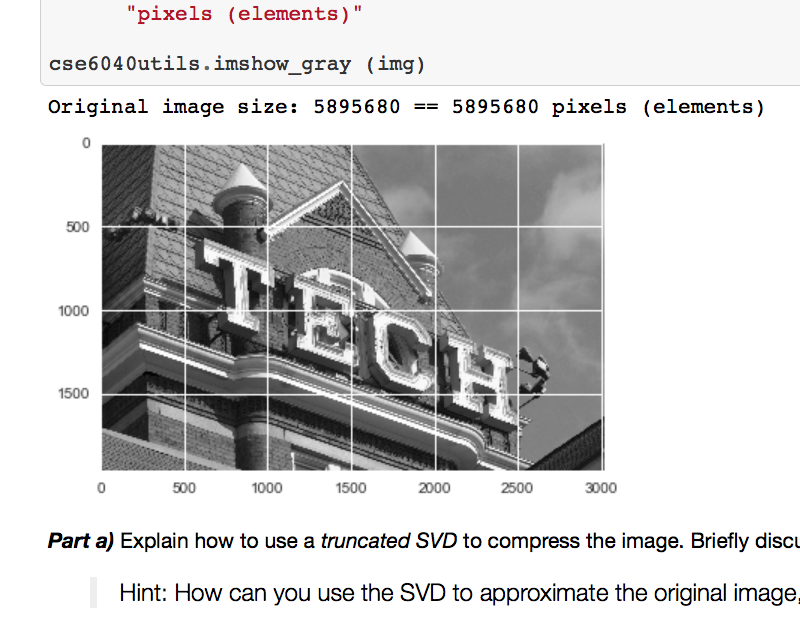 "pixels (elements)"
cse6040utils.imshow_gray (img)
Original image size: 5895680 == 5895680 pixels (elements)
0
500
1000
1500
TECH
0 500 1000 1500 2000 2500 3000
Part a) Explain how to use a truncated SVD to compress the image. Briefly discu
Hint: How can you use the SVD to approximate the original image,